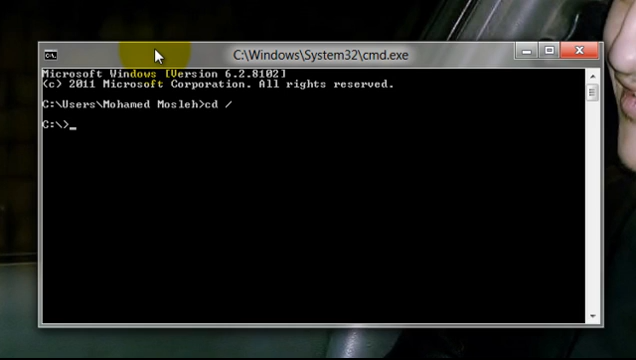 C:\.
C:\Windows\System32\cmd.exe
Microsoft Windows [Version 6.2.8102]
(c) 2011 Microsoft Corporation. All rights reserved.
C:\Users\Mohamed Mosleh>cd /
C:\>_